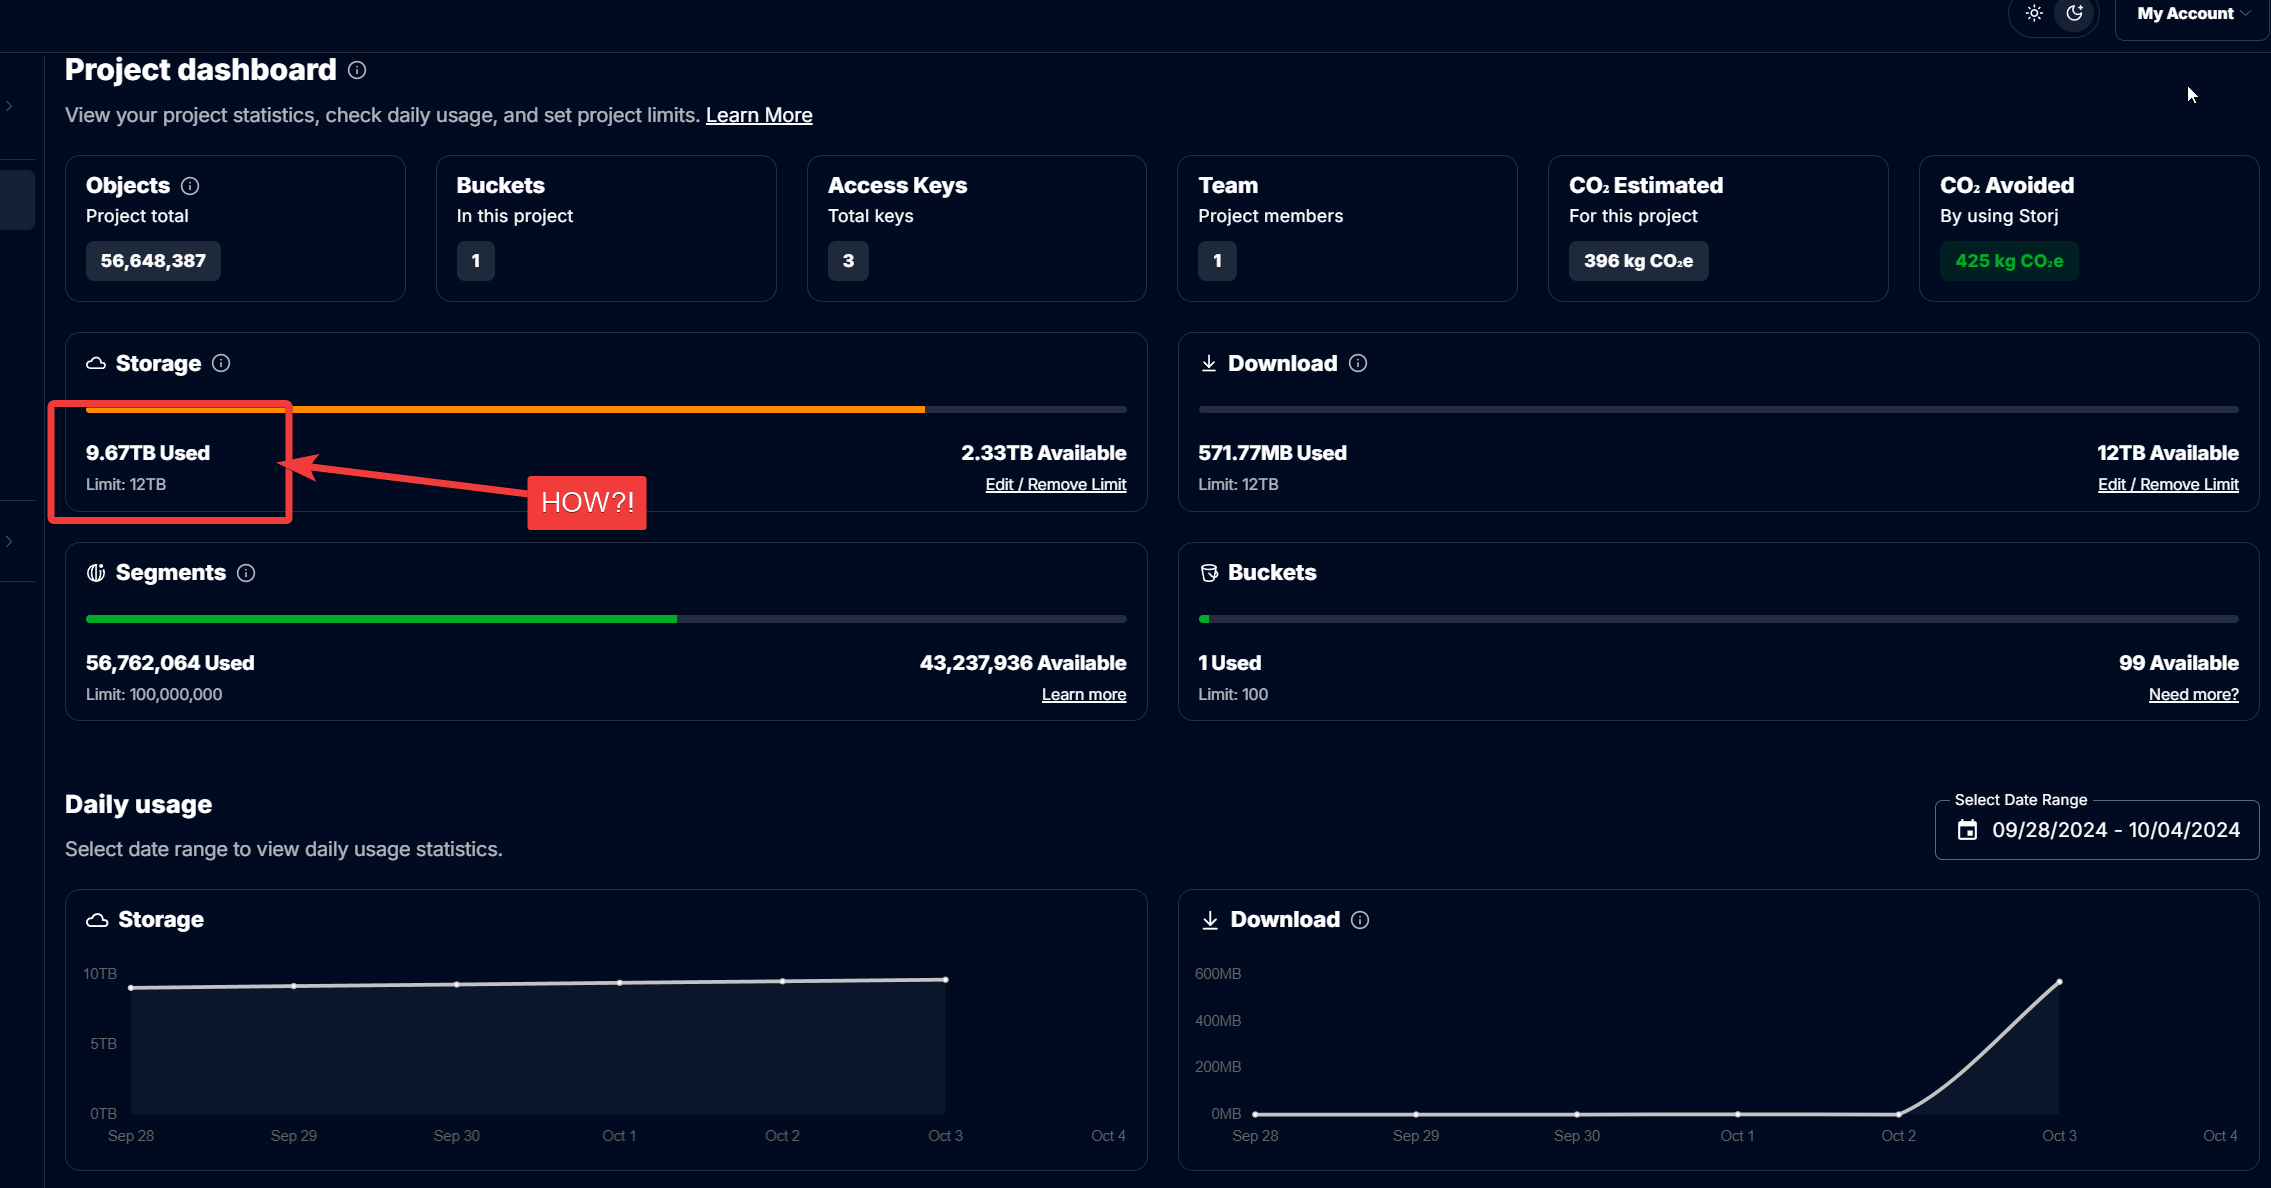 My Account
Project dashboard
View your project statistics, check daily usage, and set project limits. Learn More
Objects
Project total
56,648,387
Buckets
In this project
1
Access Keys
Total keys
3
Team
Project members
1
CO₂ Estimated
For this project
396 kg CO₂e
CO₂ Avoided
By using Storj
425 kg CO₂e
Storage
9.67TB Used
Limit: 12TB
2.33TB Available
Edit / Remove Limit
HOW?!
Download
571.77MB Used
Limit: 12TB
12TB Available
Edit / Remove Limit
Segments
56,762,064 Used
Limit: 100,000,000
43,237,936 Available
Learn more
Buckets
1 Used
Limit: 100
99 Available
Need more?
Daily usage
Select date range to view daily usage statistics.
Select Date Range
09/28/2024 - 10/04/2024
Storage
10TB
5TB
0TB
Sep 28
Sep 29
Sep 30
Oct 1
Oct 2
Oct 3
Oct 4
Download
600MB
400MB
200MB
0MB
Sep 28
Sep 29
Sep 30
Oct 1
Oct 2
Oct 3
Oct 4